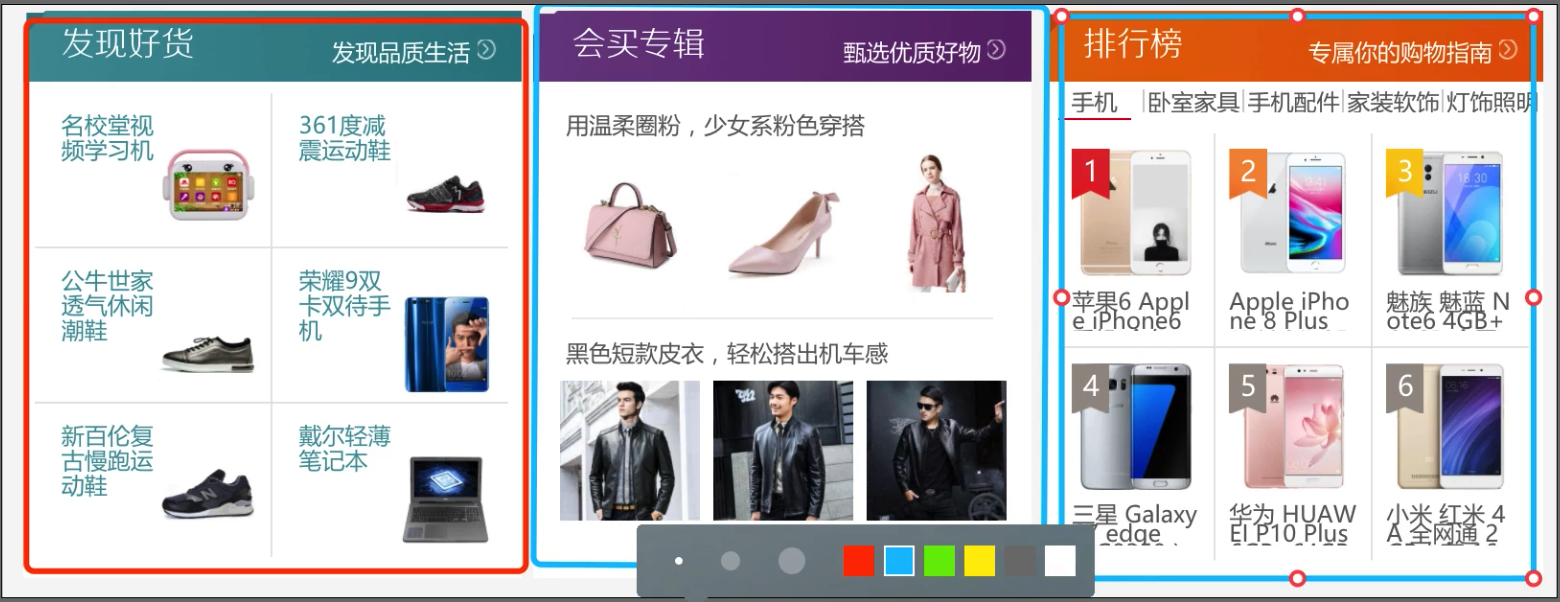 发现好货
发现品质生活
名校堂视
频学习机
361度减
震运动鞋
公牛世家
透气休闲
潮鞋
荣耀9双
卡双待手
机
新百伦复
古慢跑运
动鞋
戴尔轻薄
笔记本
会买专辑
甄选优质好物
用温柔圈粉，少女系粉色穿搭
黑色短款皮衣，轻松搭出机车感
排行榜
专属你的购物指南
手机 卧室家具 手机配件 家装软饰 灯饰照明
1
苹果6 Appl
e iPhone6
2
Apple iPho
ne 8 Plus
3
魅族 魅蓝 N
ote6 4GB+
4
三星 Galaxy
edge
5
华为 HUAW
EI P10 Plus
6
小米 红米 4
A 全网通 2